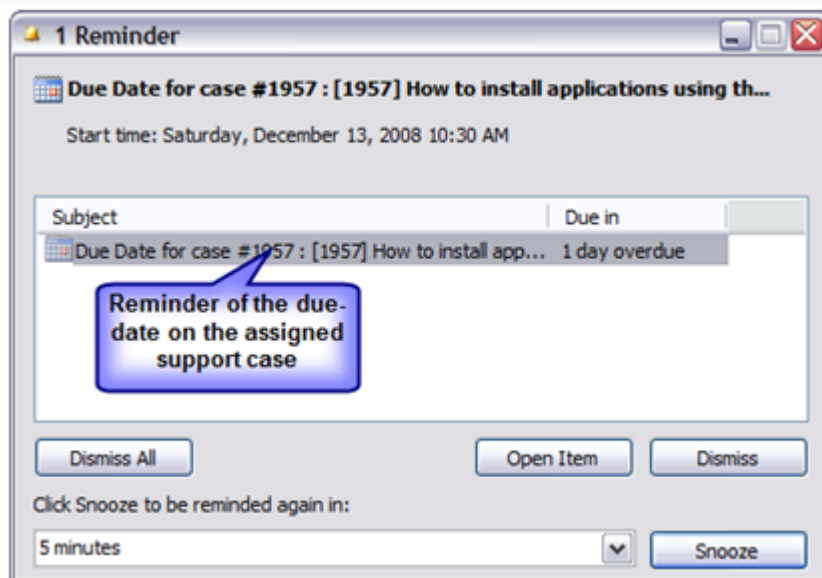 1 Reminder
Due Date for case #1957 : [1957] How to install applications using th...
Start time: Saturday, December 13, 2008 10:30 AM
Subject Due in
Due Date for case #1957 : [1957] How to install app... 1 day overdue
Reminder of the due-
date on the assigned
support case
Dismiss All Open Item Dismiss
Click Snooze to be reminded again in:
5 minutes Snooze